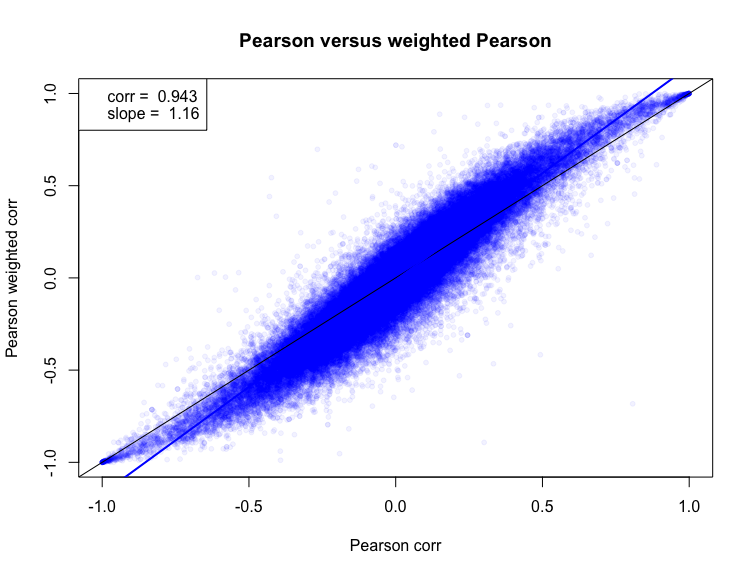 Pearson versus weighted Pearson
corr = 0.943
slope = 1.16
Pearson weighted corr
1.0
0.5
0.0
-0.5
-1.0
-1.0 -0.5 0.0 0.5 1.0
Pearson corr